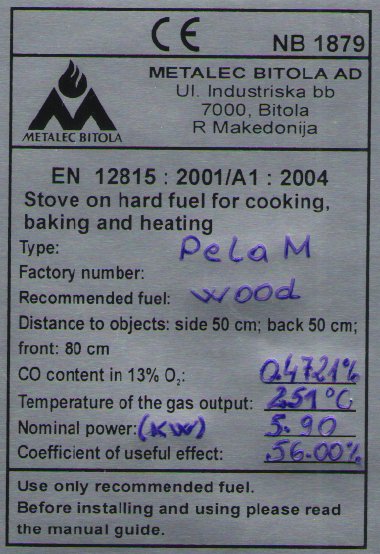 CE NB 1879
METALEC BITOLA AD
Ul. Industriska bb
7000, Bitola
R Makedonija
METALEC BITOLA
EN 12815 : 2001/A1 : 2004
Stove on hard fuel for cooking,
baking and heating
Type: Pela M
Factory number:
Recommended fuel: wood
Distance to objects: side 50 cm; back 50 cm;
front: 80 cm
CO content in 13% O₂: 0.4721%
Temperature of the gas output: 251°C
Nominal power: (KW) 5.90
Coefficient of useful effect: 56.00%
Use only recommended fuel.
Before installing and using please read
the manual guide.